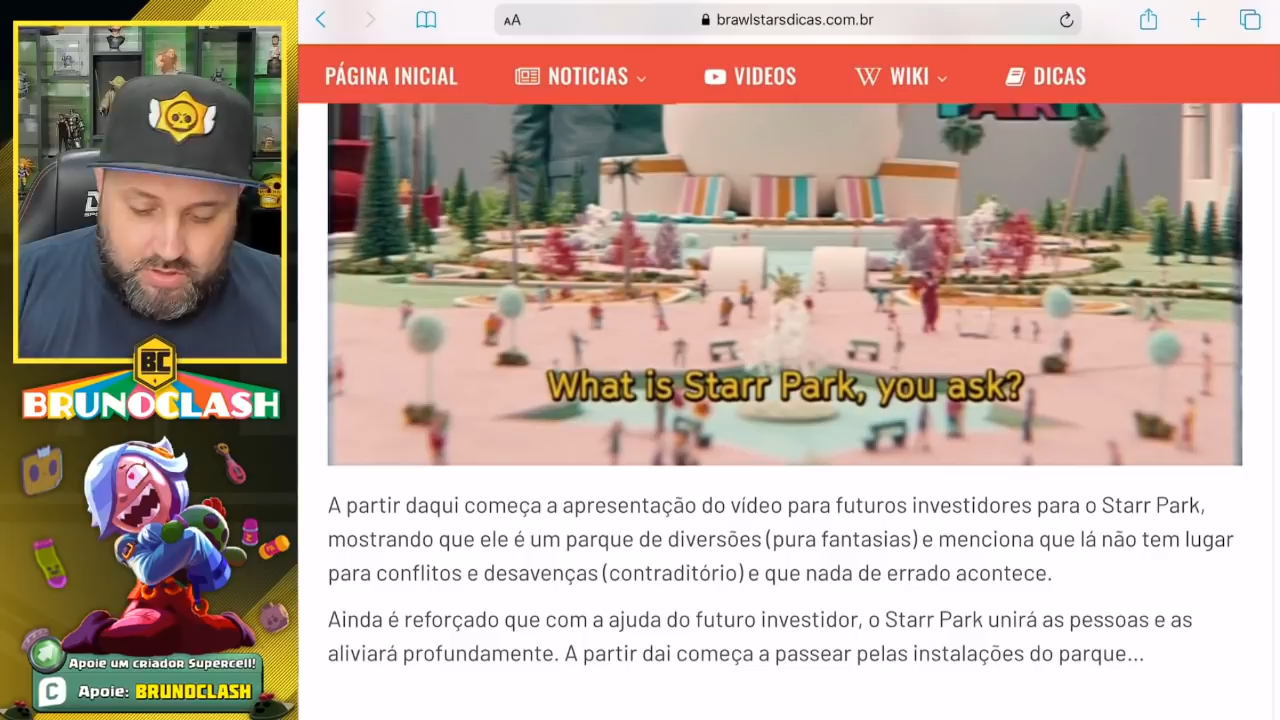 AA
brawlstarsdicas.com.br
PÁGINA INICIAL
NOTICIAS
VIDEOS
W WIKI
DICAS
PARK
What is Starr Park, you ask?
A partir daqui começa a apresentação do vídeo para futuros investidores para o Starr Park,
mostrando que ele é um parque de diversões (pura fantasias) e menciona que lá não tem lugar
para conflitos e desavenças (contraditório) e que nada de errado acontece.
Ainda é reforçado que com a ajuda do futuro investidor, o Starr Park unirá as pessoas e as
aliviará profundamente. A partir dai começa a passear pelas instalações do parque...
BC
BRUNOCLASH
Apoie um criador Supercell!
C Apoie: BRUNOCLASH